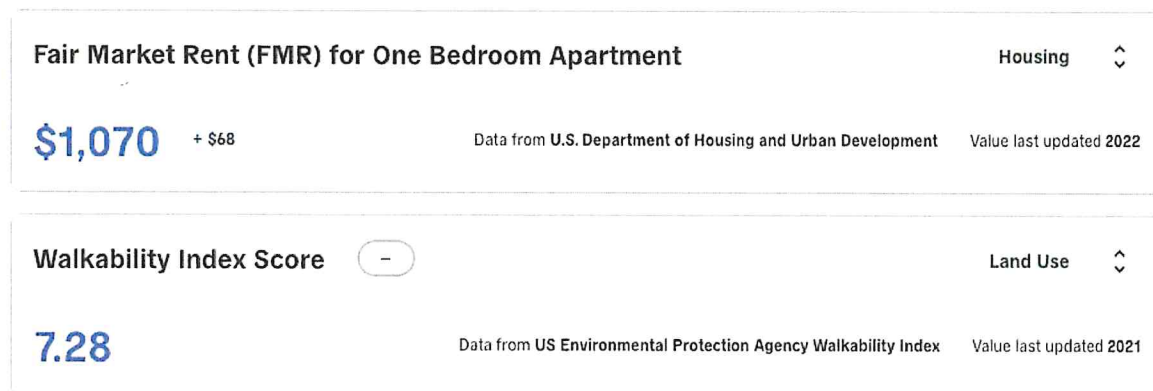 Fair Market Rent (FMR) for One Bedroom Apartment Housing
$1,070 + $68 Data from U.S. Department of Housing and Urban Development Value last updated 2022
Walkability Index Score – Land Use
7.28 Data from US Environmental Protection Agency Walkability Index Value last updated 2021